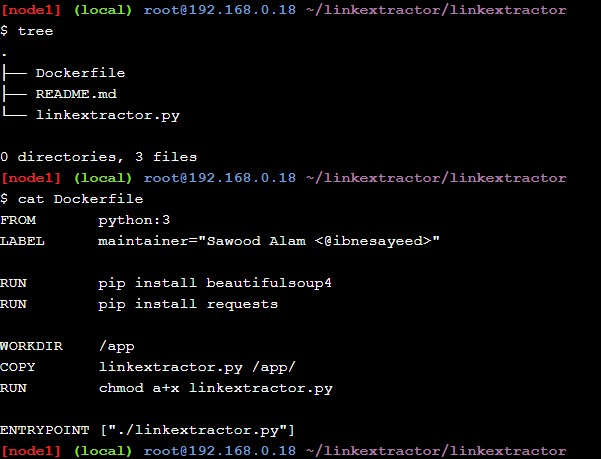 [node1] (local) root@192.168.0.18 ~/linkextractor/linkextractor
$ tree
.
├── Dockerfile
├── README.md
└── linkextractor.py
0 directories, 3 files
[node1] (local) root@192.168.0.18 ~/linkextractor/linkextractor
$ cat Dockerfile
FROM       python:3
LABEL      maintainer="Sawood Alam <@ibnesayeed>"
RUN        pip install beautifulsoup4
RUN        pip install requests
WORKDIR    /app
COPY       linkextractor.py /app/
RUN        chmod a+x linkextractor.py
ENTRYPOINT ["./linkextractor.py"]
[node1] (local) root@192.168.0.18 ~/linkextractor/linkextractor